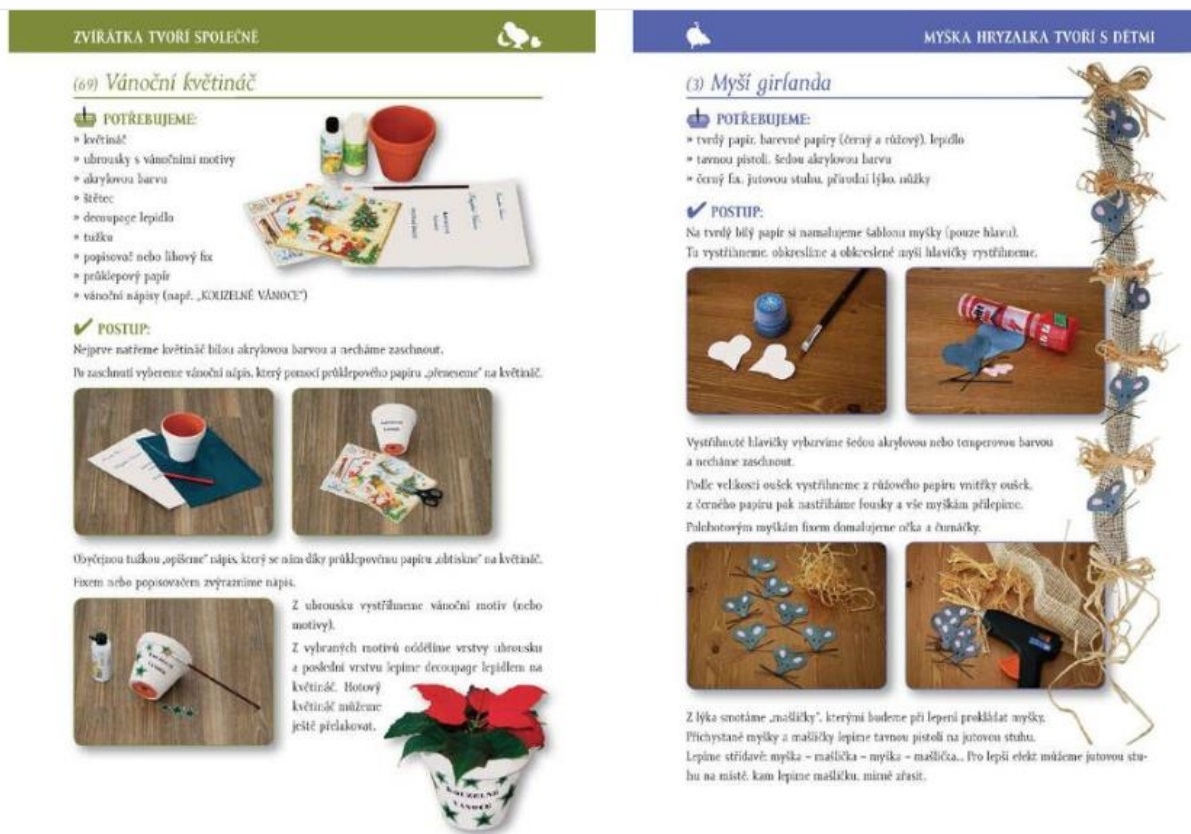 ZVÍŘÁTKA TVOŘÍ SPOLEČNĚ
(69) Vánoční květináč
POTŘEBUJEME:
» květináč
» ubrousky s vánočními motivy
» akrylovou barvu
» štětec
» decoupage lepidlo
» tužku
» popisovač nebo lihový fix
» průklepový papír
» vánoční nápisy (např. „KOUZELNÉ VÁNOCE")
POSTUP:
Nejprve natřeme květináč bílou akrylovou barvou a necháme zaschnout.
Po zaschnutí vybereme vánoční nápis, který pomocí průklepového papíru „přeneseme" na květináč.
Obyčejnou tužkou „opíšeme" nápis, který se nám díky průklepovému papíru „obtiskne" na květináč.
Fixem nebo popisovačem zvýrazníme nápis.
Z ubrousku vystřihneme vánoční motiv (nebo
motivy).
Z vybraných motivů oddělíme vrstvy ubrousku
a poslední vrstvu lepíme decoupage lepidlem na
květináč. Hotový
květináč můžeme
ještě přelakovat.
KOUZELNÉ
VÁNOCE
MYŠKA HRYZALKA TVOŘÍ S DĚTMI
(3) Myší girlanda
POTŘEBUJEME:
» tvrdý papír, barevné papíry (černý a růžový), lepidlo
» tavnou pistoli, šedou akrylovou barvu
» černý fix, jutovou stuhu, přírodní lýko, nůžky
POSTUP:
Na tvrdý bílý papír si namalujeme šablonu myšky (pouze hlavu).
Tu vystřihneme, obkreslíme a obkreslené myší hlavičky vystřihneme.
Vystřihnuté hlavičky vybarvíme šedou akrylovou nebo temperovou barvou
a necháme zaschnout.
Podle velikosti oušek vystřihneme z růžového papíru vnitřky oušek,
z černého papíru pak nastříháme fousky a vše myškám přilepíme.
Polohotovým myškám fixem domalujeme očka a čumáčky.
Z lýka smotáme „mašličky", kterými budeme při lepení prokládat myšky.
Přichystané myšky a mašličky lepíme tavnou pistolí na jutovou stuhu.
Lepíme střídavě: myška – mašlička – myška – mašlička... Pro lepší efekt můžeme jutovou stu-
hu na místě, kam lepíme mašličku, mírně zřasit.